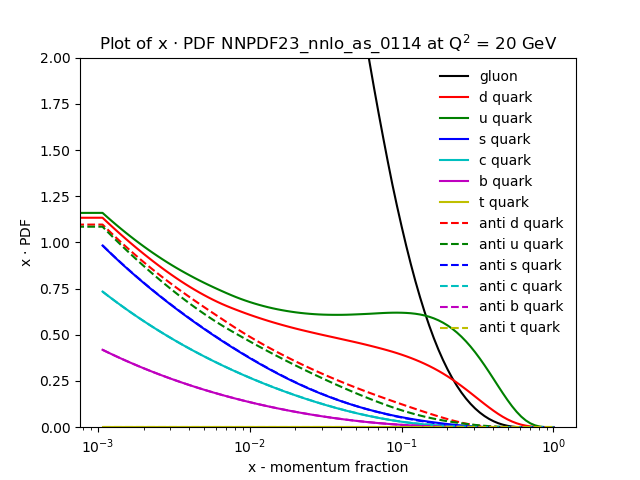 Plot of x · PDF NNPDF23_nnlo_as_0114 at Q² = 20 GeV
x · PDF
2.00
1.75
1.50
1.25
1.00
0.75
0.50
0.25
0.00
gluon
d quark
u quark
s quark
c quark
b quark
t quark
anti d quark
anti u quark
anti s quark
anti c quark
anti b quark
anti t quark
10⁻³ 10⁻² 10⁻¹ 10⁰
x - momentum fraction